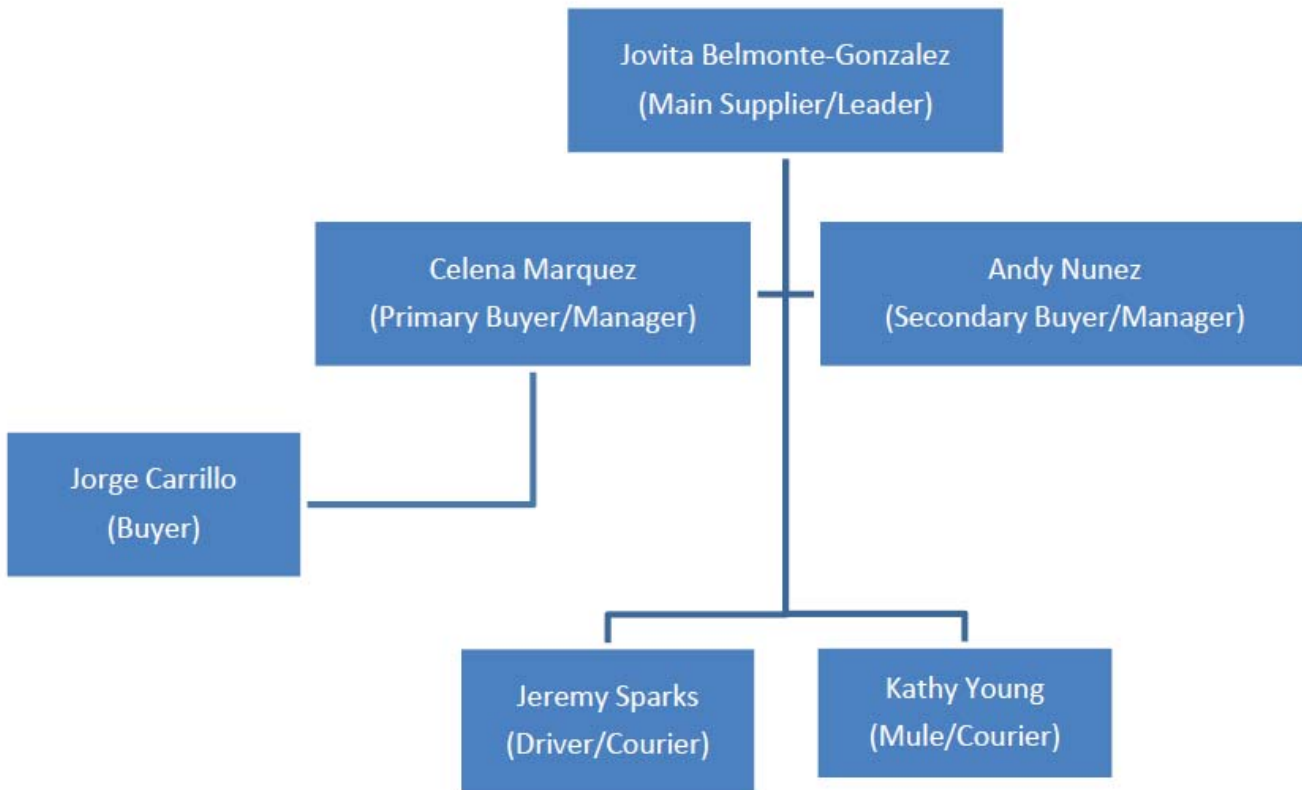 Jovita Belmonte-Gonzalez
(Main Supplier/Leader)
Celena Marquez
(Primary Buyer/Manager)
Andy Nunez
(Secondary Buyer/Manager)
Jorge Carrillo
(Buyer)
Jeremy Sparks
(Driver/Courier)
Kathy Young
(Mule/Courier)